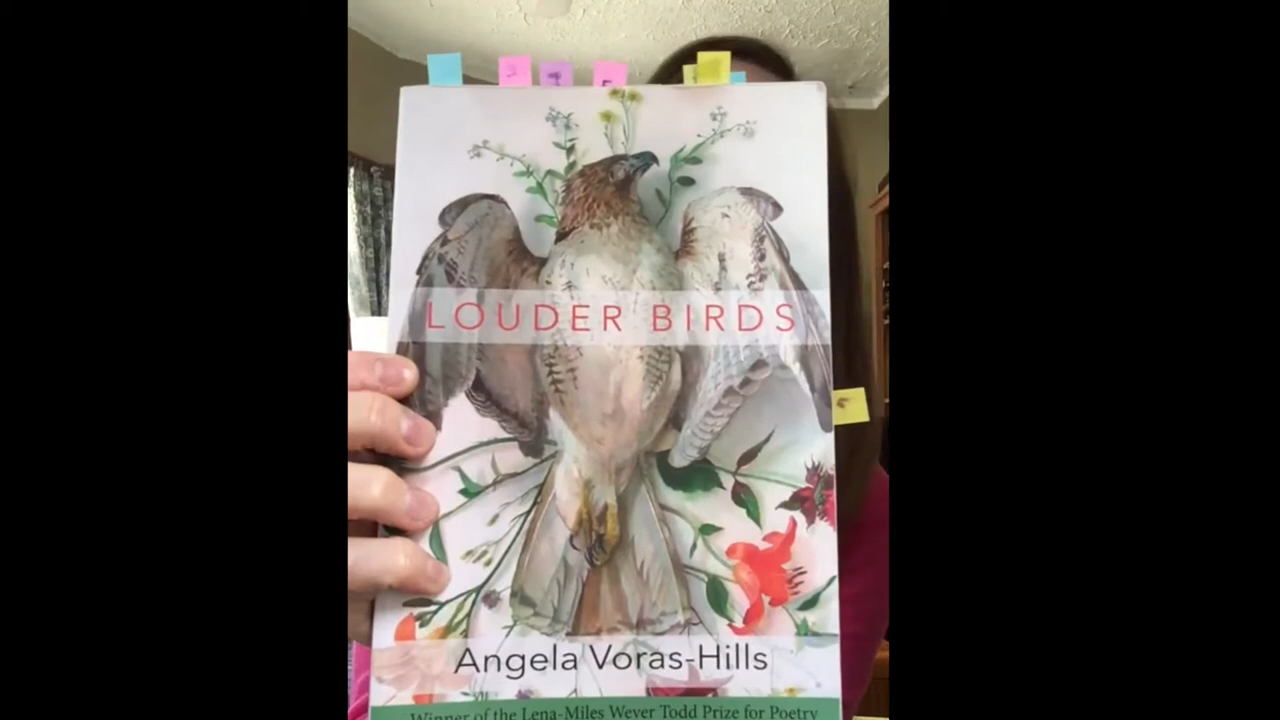 LOUDER BIRDS
Angela Voras-Hills
Winner of the Lena-Miles Wever Todd Prize for Poetry